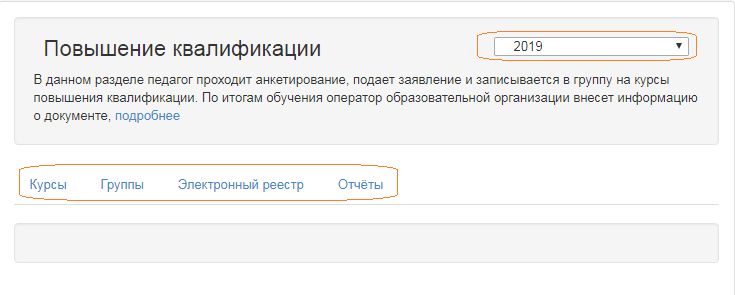 Повышение квалификации
2019
В данном разделе педагог проходит анкетирование, подает заявление и записывается в группу на курсы
повышения квалификации. По итогам обучения оператор образовательной организации внесет информацию
о документе, подробнее
Курсы Группы Электронный реестр Отчёты